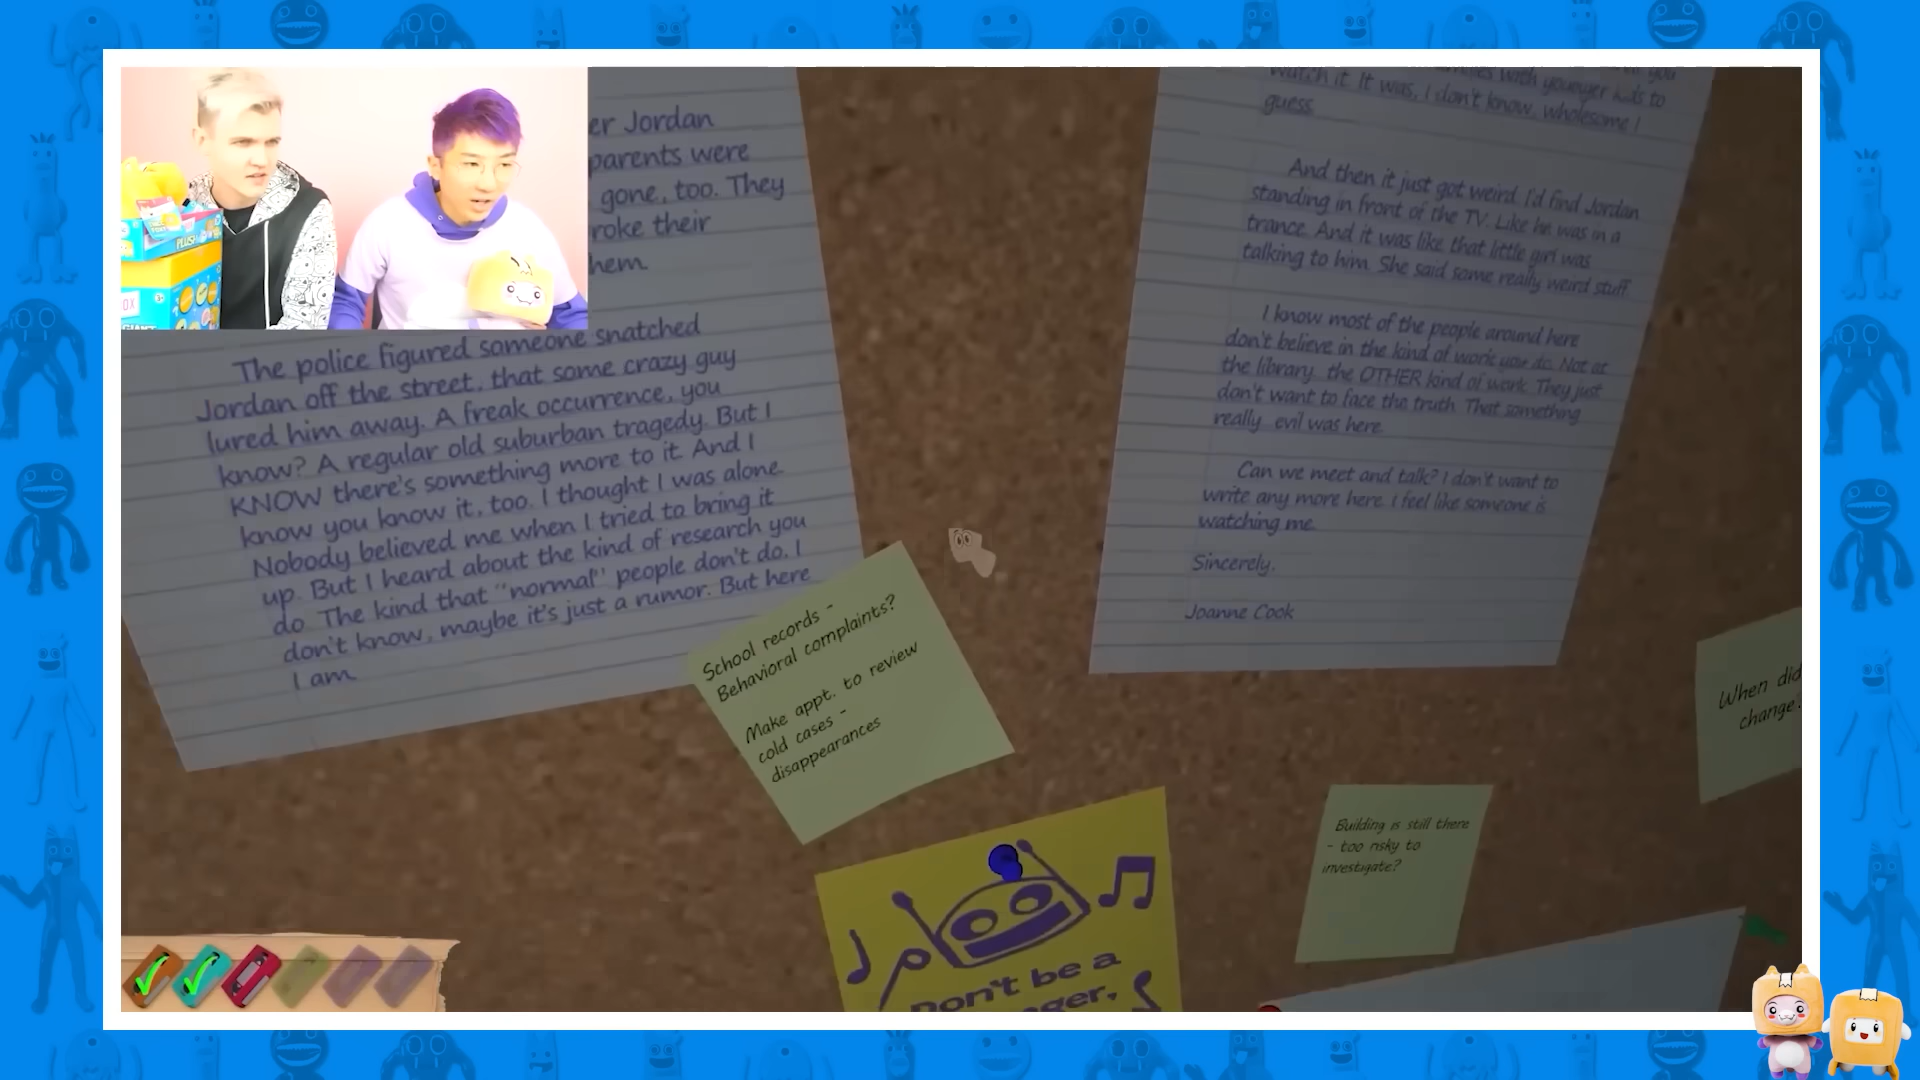 er Jordan
parents were
gone, too. They
roke their
hem.
The police figured someone snatched
Jordan off the street, that some crazy guy
lured him away. A freak occurrence, you
know? A regular old suburban tragedy. But I
KNOW there's something more to it. And I
know you know it, too. I thought I was alone.
Nobody believed me when I tried to bring it
up. But I heard about the kind of research you
do. The kind that "normal" people don't do. I
don't know, maybe it's just a rumor. But here
I am.
with younger kids to
watch it. It was, I don't know, wholesome I
guess.
And then it just got weird. I'd find Jordan
standing in front of the TV. Like he was in a
trance. And it was like that little girl was
talking to him. She said some really weird stuff.
I know most of the people around here
don't believe in the kind of work you do. Not at
the library, the OTHER kind of work. They just
don't want to face the truth. That something
really evil was here.
Can we meet and talk? I don't want to
write any more here. I feel like someone is
watching me.
Sincerely,
Joanne Cook
School records -
Behavioral complaints?
Make appt. to review
cold cases -
disappearances
Building is still there
- too risky to
investigate?
When did
change?
Don't be a
nger,
PLUSH
OX
GIANT